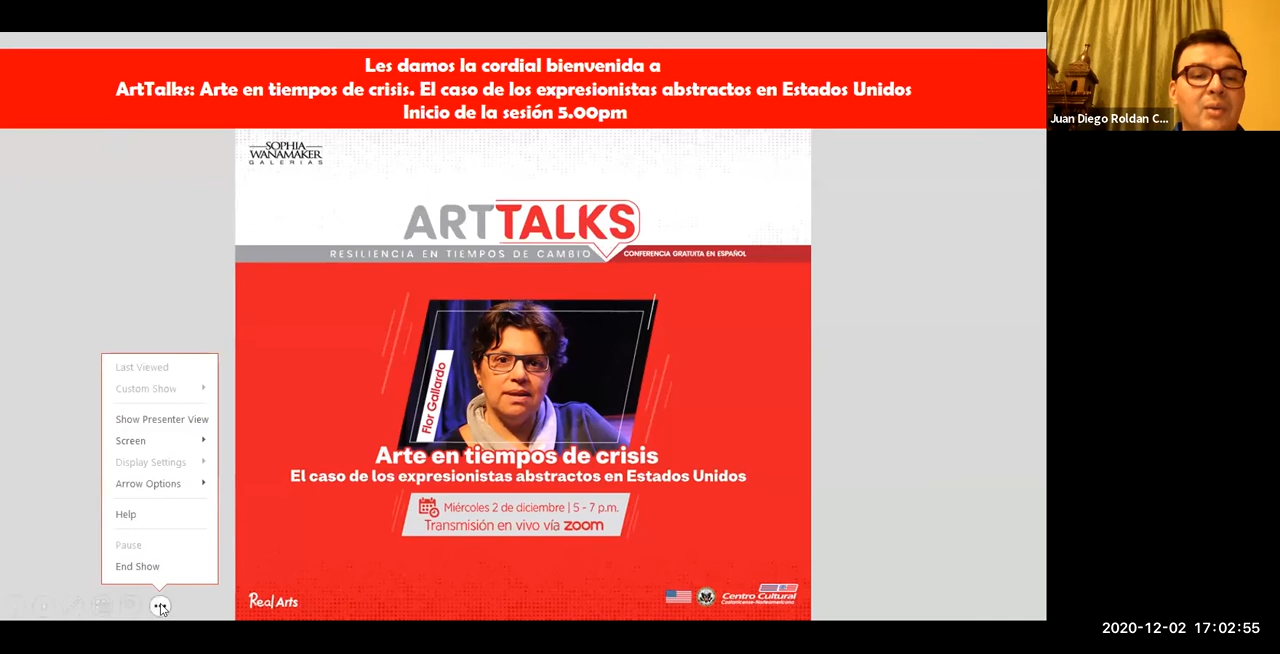 Les damos la cordial bienvenida a
ArtTalks: Arte en tiempos de crisis. El caso de los expresionistas abstractos en Estados Unidos
Inicio de la sesión 5.00pm
Juan Diego Roldan C...
SOPHIA
WANAMAKER
GALERIAS
ARTTALKS
RESILIENCIA EN TIEMPOS DE CAMBIO
CONFERENCIA GRATUITA EN ESPAÑOL
Flor Gallardo
Arte en tiempos de crisis
El caso de los expresionistas abstractos en Estados Unidos
Miércoles 2 de diciembre | 5 - 7 p.m.
Transmisión en vivo vía zoom
Last Viewed
Custom Show
Show Presenter View
Screen
Display Settings
Arrow Options
Help
Pause
End Show
Real Arts
Centro Cultural
Costarricense-Norteamericano
2020-12-02 17:02:55